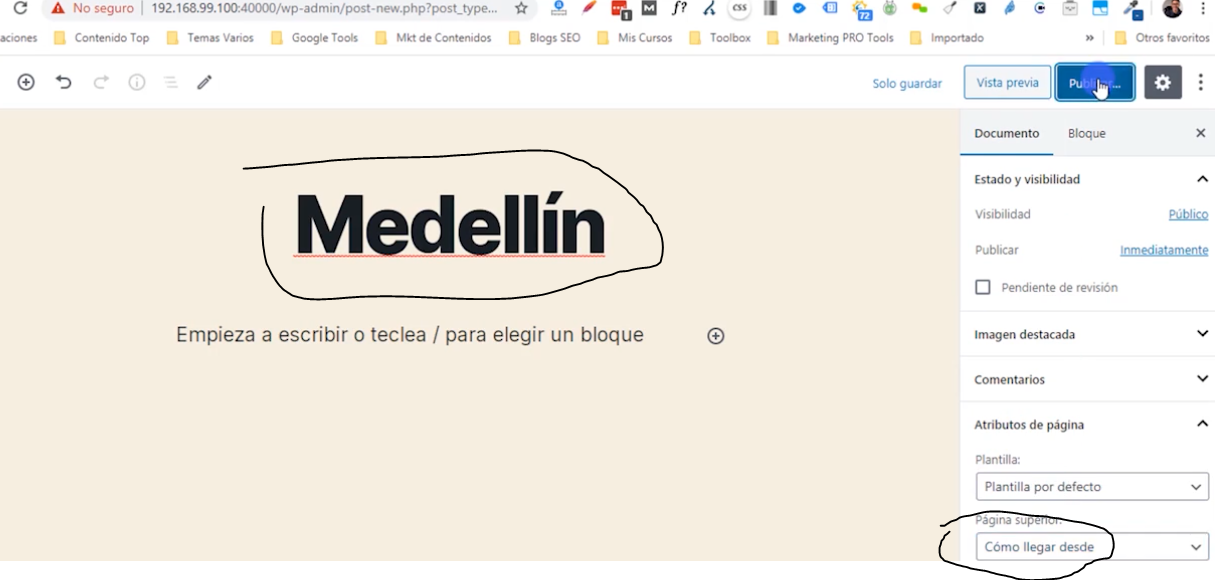 No seguro 192.168.99.100:40000/wp-admin/post-new.php?post_type...
1 M f? CSS 72
aciones Contenido Top Temas Varios Google Tools Mkt de Contenidos Blogs SEO Mis Cursos Toolbox Marketing PRO Tools Importado » Otros favoritos
Solo guardar Vista previa
Documento Bloque
Estado y visibilidad
Medellín
Visibilidad Público
Publicar Inmediatamente
Pendiente de revisión
Empieza a escribir o teclea / para elegir un bloque
Imagen destacada
Comentarios
Atributos de página
Plantilla:
Plantilla por defecto
Página superior:
Cómo llegar desde